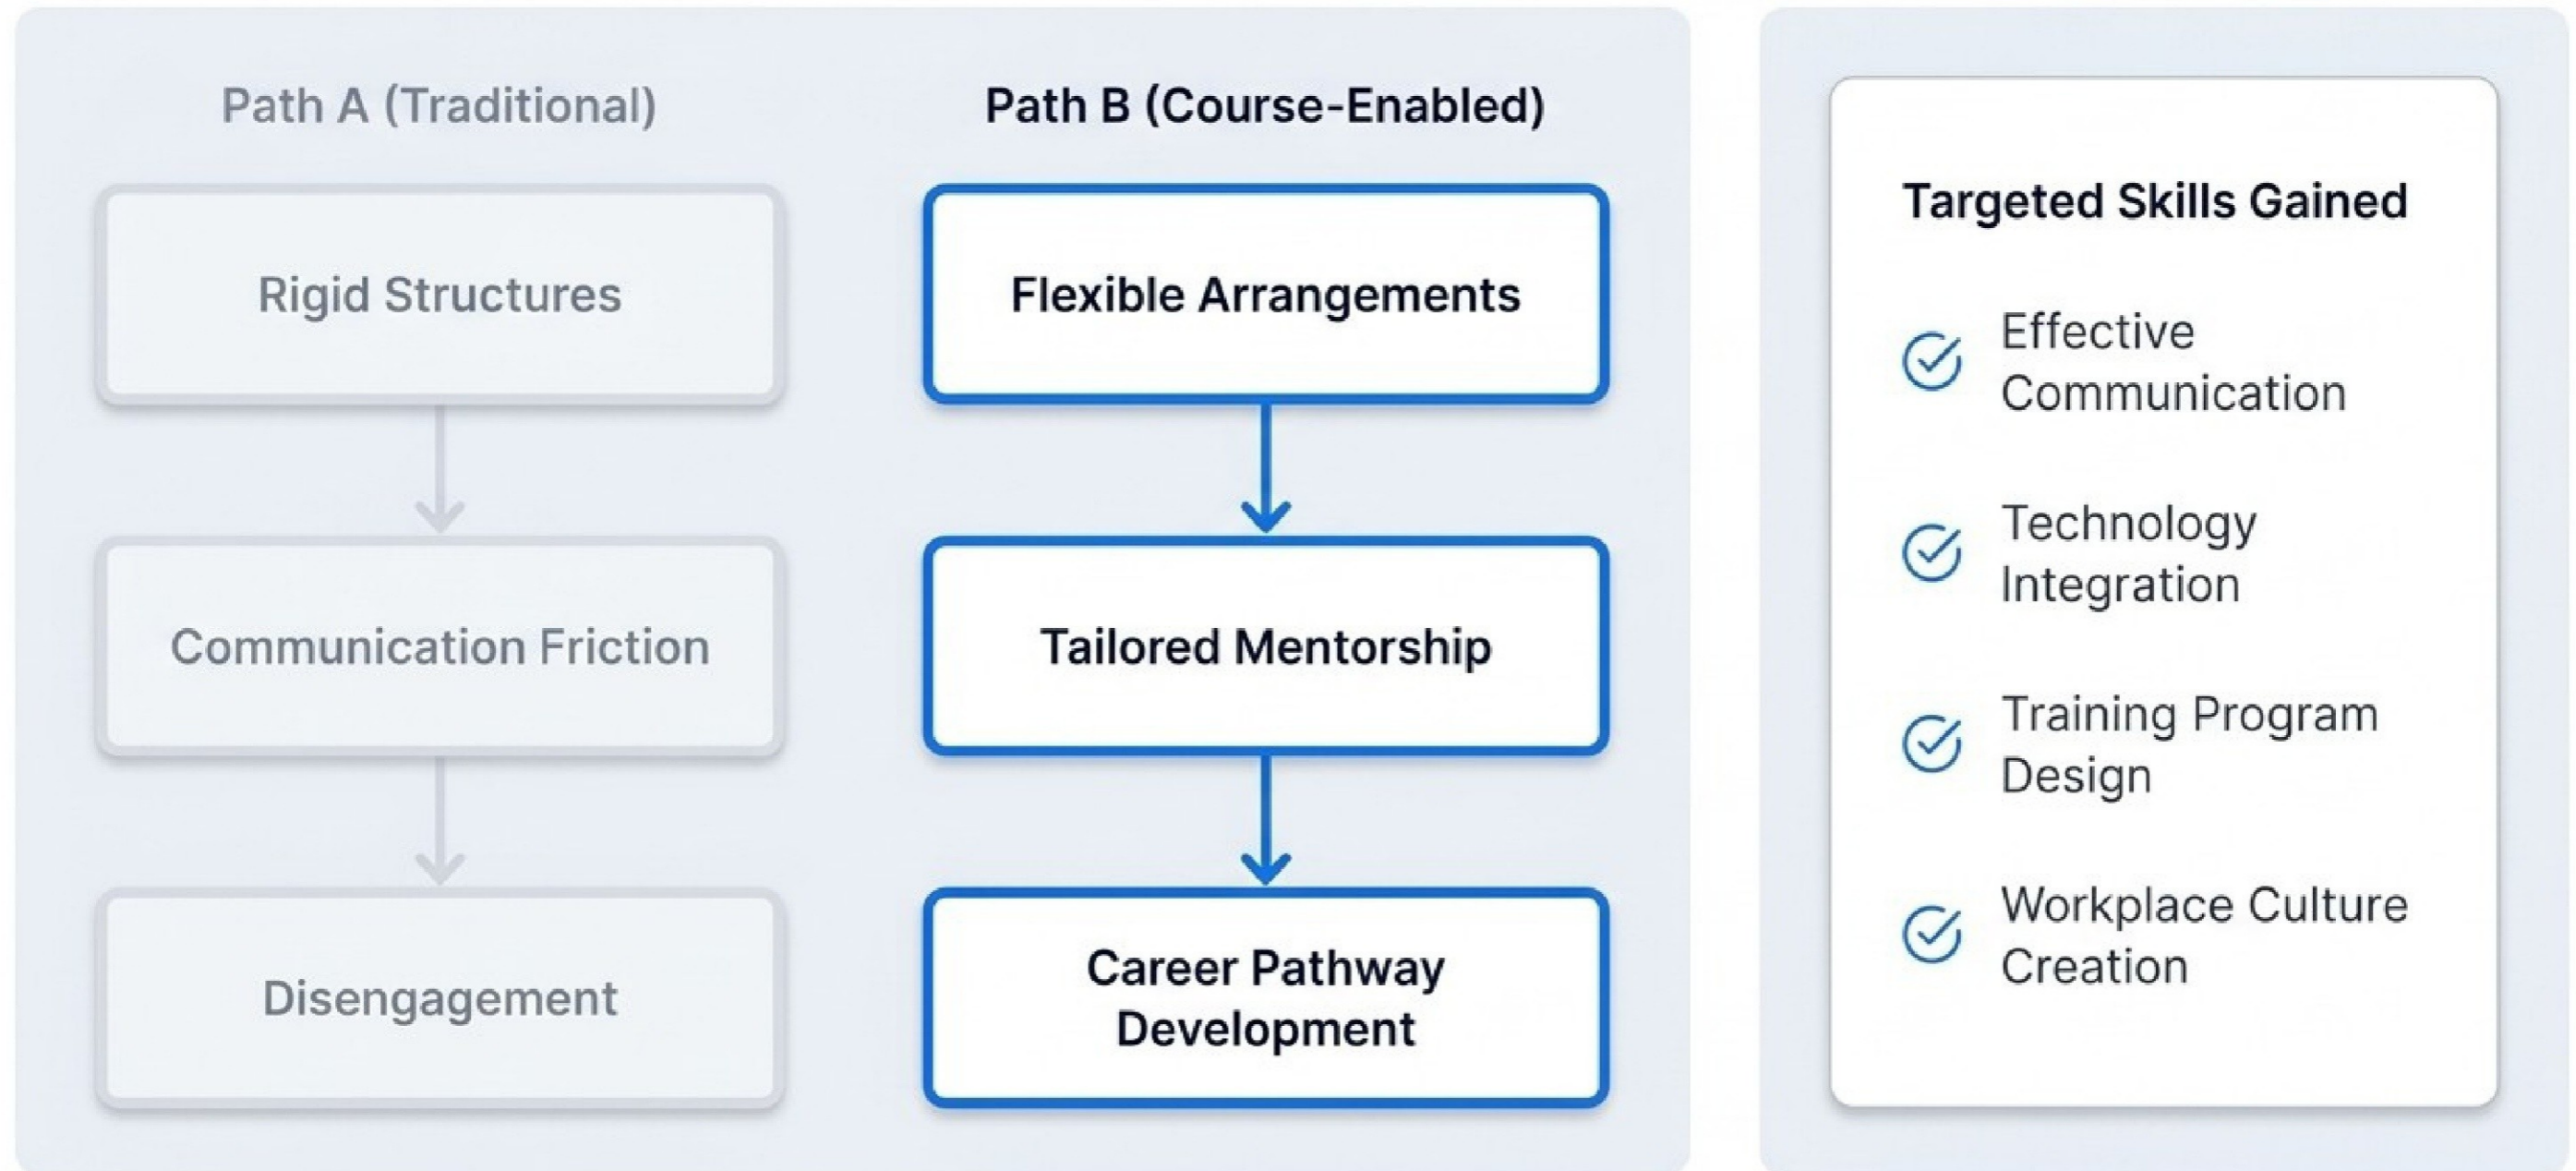 Path A (Traditional)
Rigid Structures
Communication Friction
Disengagement
Path B (Course-Enabled)
Flexible Arrangements
Tailored Mentorship
Career Pathway
Development
Targeted Skills Gained
Effective
Communication
Technology
Integration
Training Program
Design
Workplace Culture
Creation